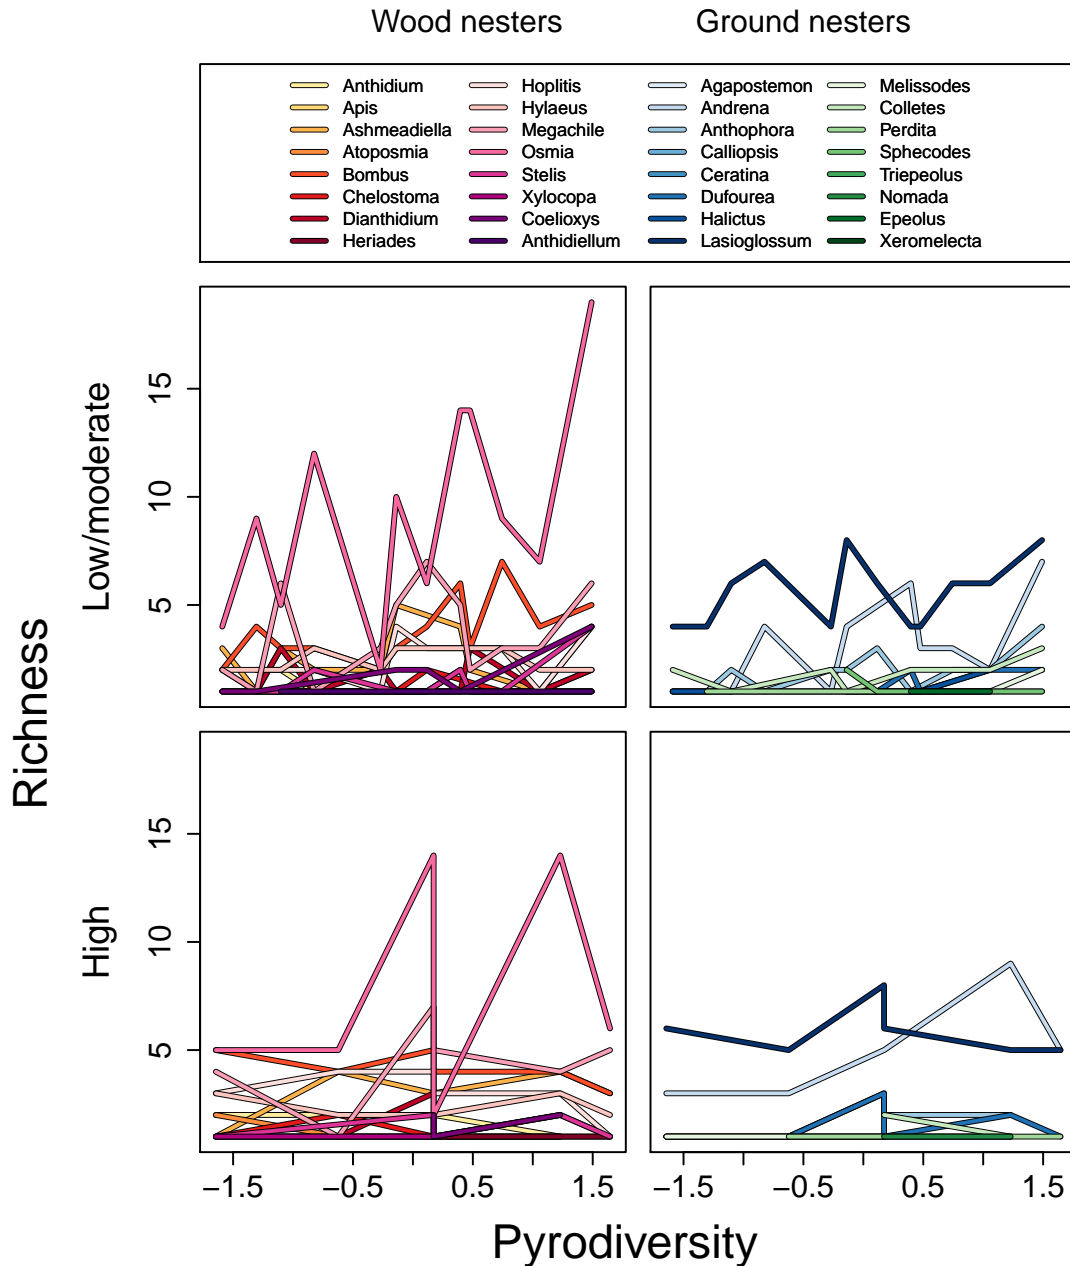 Wood nesters Ground nesters
Anthidium Hoplitis Agapostemon Melissodes
Apis Hylaeus Andrena Colletes
Ashmeadiella Megachile Anthophora Perdita
Atoposmia Osmia Calliopsis Sphecodes
Bombus Stelis Ceratina Triepeolus
Chelostoma Xylocopa Dufourea Nomada
Dianthidium Coelioxys Halictus Epeolus
Heriades Anthidiellum Lasioglossum Xeromelecta
Richness
Low/moderate
15
10
5
High
15
10
5
−1.5 −0.5 0.5 1.5 −1.5 −0.5 0.5 1.5
Pyrodiversity